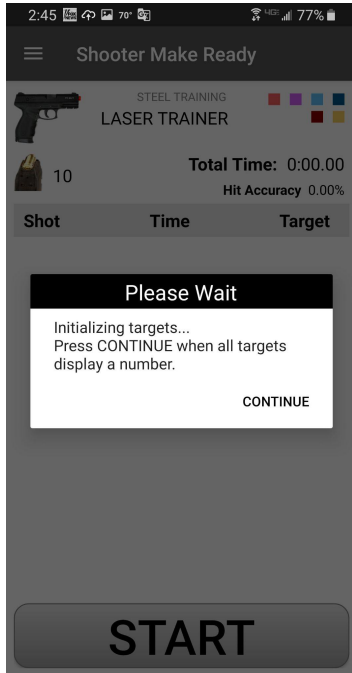 2:45 70° 4GE 77%
Shooter Make Ready
STEEL TRAINING
LASER TRAINER
10
Total Time: 0:00.00
Hit Accuracy 0.00%
Shot Time Target
Please Wait
Initializing targets...
Press CONTINUE when all targets
display a number.
CONTINUE
START